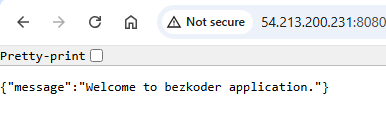 Not secure 54.213.200.231:8080
Pretty-print
{"message":"Welcome to bezkoder application."}